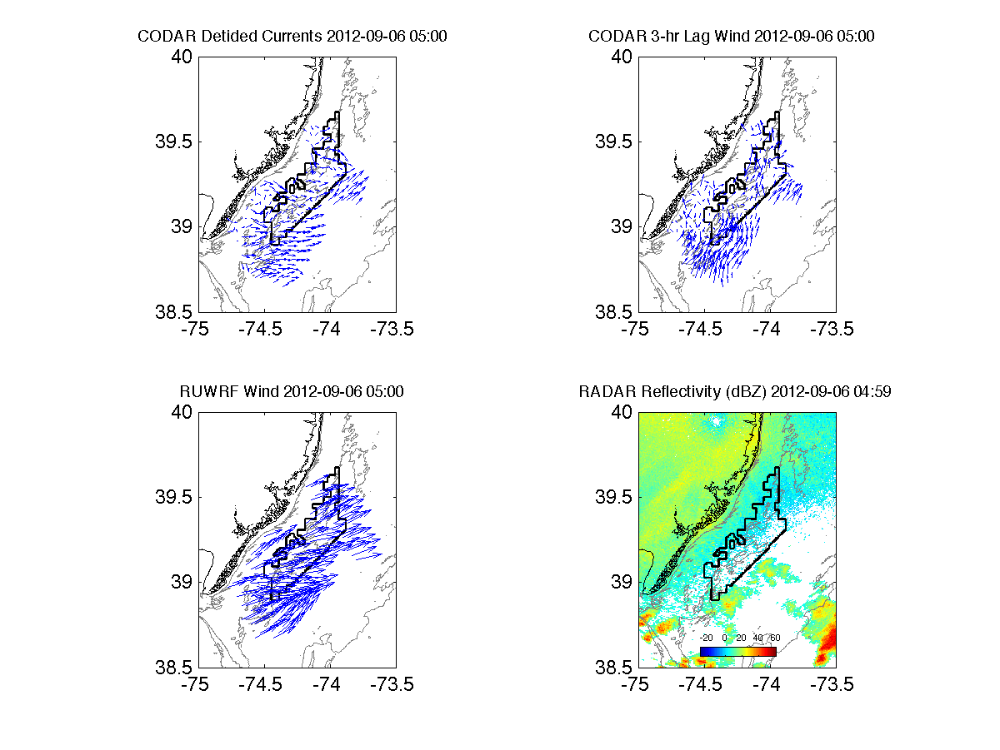 CODAR Detided Currents 2012-09-06 05:00
40
39.5
39
38.5
-75 -74.5 -74 -73.5
CODAR 3-hr Lag Wind 2012-09-06 05:00
40
39.5
39
38.5
-75 -74.5 -74 -73.5
RUWRF Wind 2012-09-06 05:00
40
39.5
39
38.5
-75 -74.5 -74 -73.5
RADAR Reflectivity (dBZ) 2012-09-06 04:59
40
39.5
39
-20 0 20 40 60
38.5
-75 -74.5 -74 -73.5